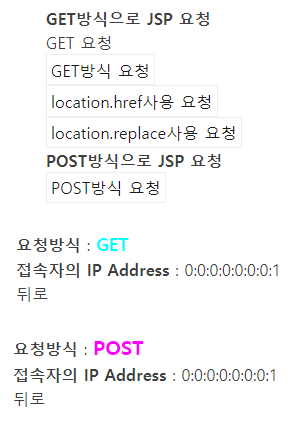 GET방식으로 JSP 요청
GET 요청
GET방식 요청
location.href사용 요청
location.replace사용 요청
POST방식으로 JSP 요청
POST방식 요청
요청방식 : GET
접속자의 IP Address : 0:0:0:0:0:0:0:1
뒤로
요청방식 : POST
접속자의 IP Address : 0:0:0:0:0:0:0:1
뒤로